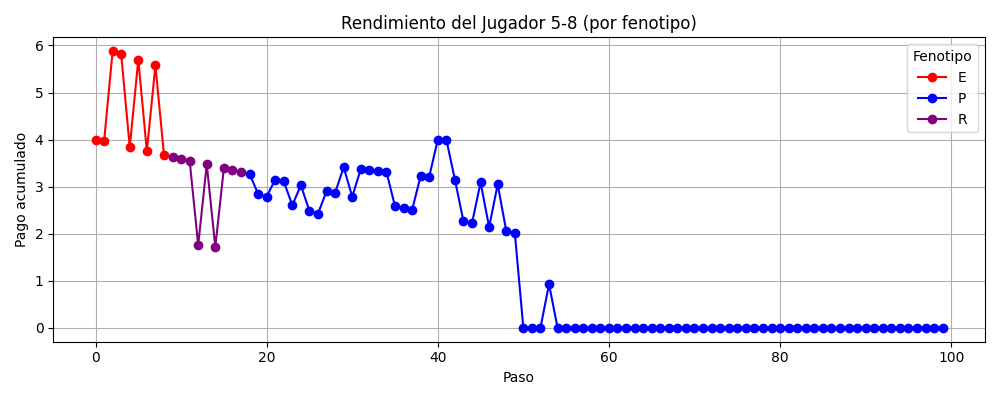 Rendimiento del Jugador 5-8 (por fenotipo)
Pago acumulado
6
5
4
3
2
1
0
0
20
40
60
80
100
Paso
Fenotipo
E
P
R